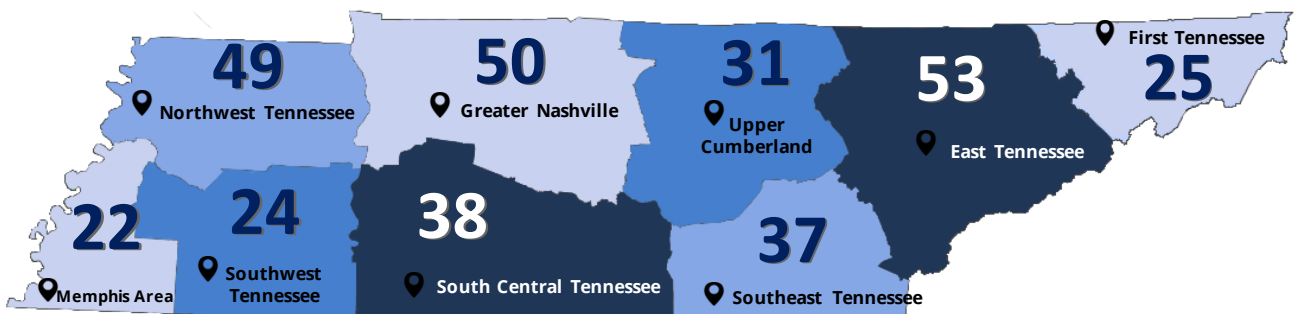 49
Northwest Tennessee
50
Greater Nashville
31
Upper
Cumberland
53
East Tennessee
First Tennessee
25
22
Memphis Area
24
Southwest
Tennessee
38
South Central Tennessee
37
Southeast Tennessee